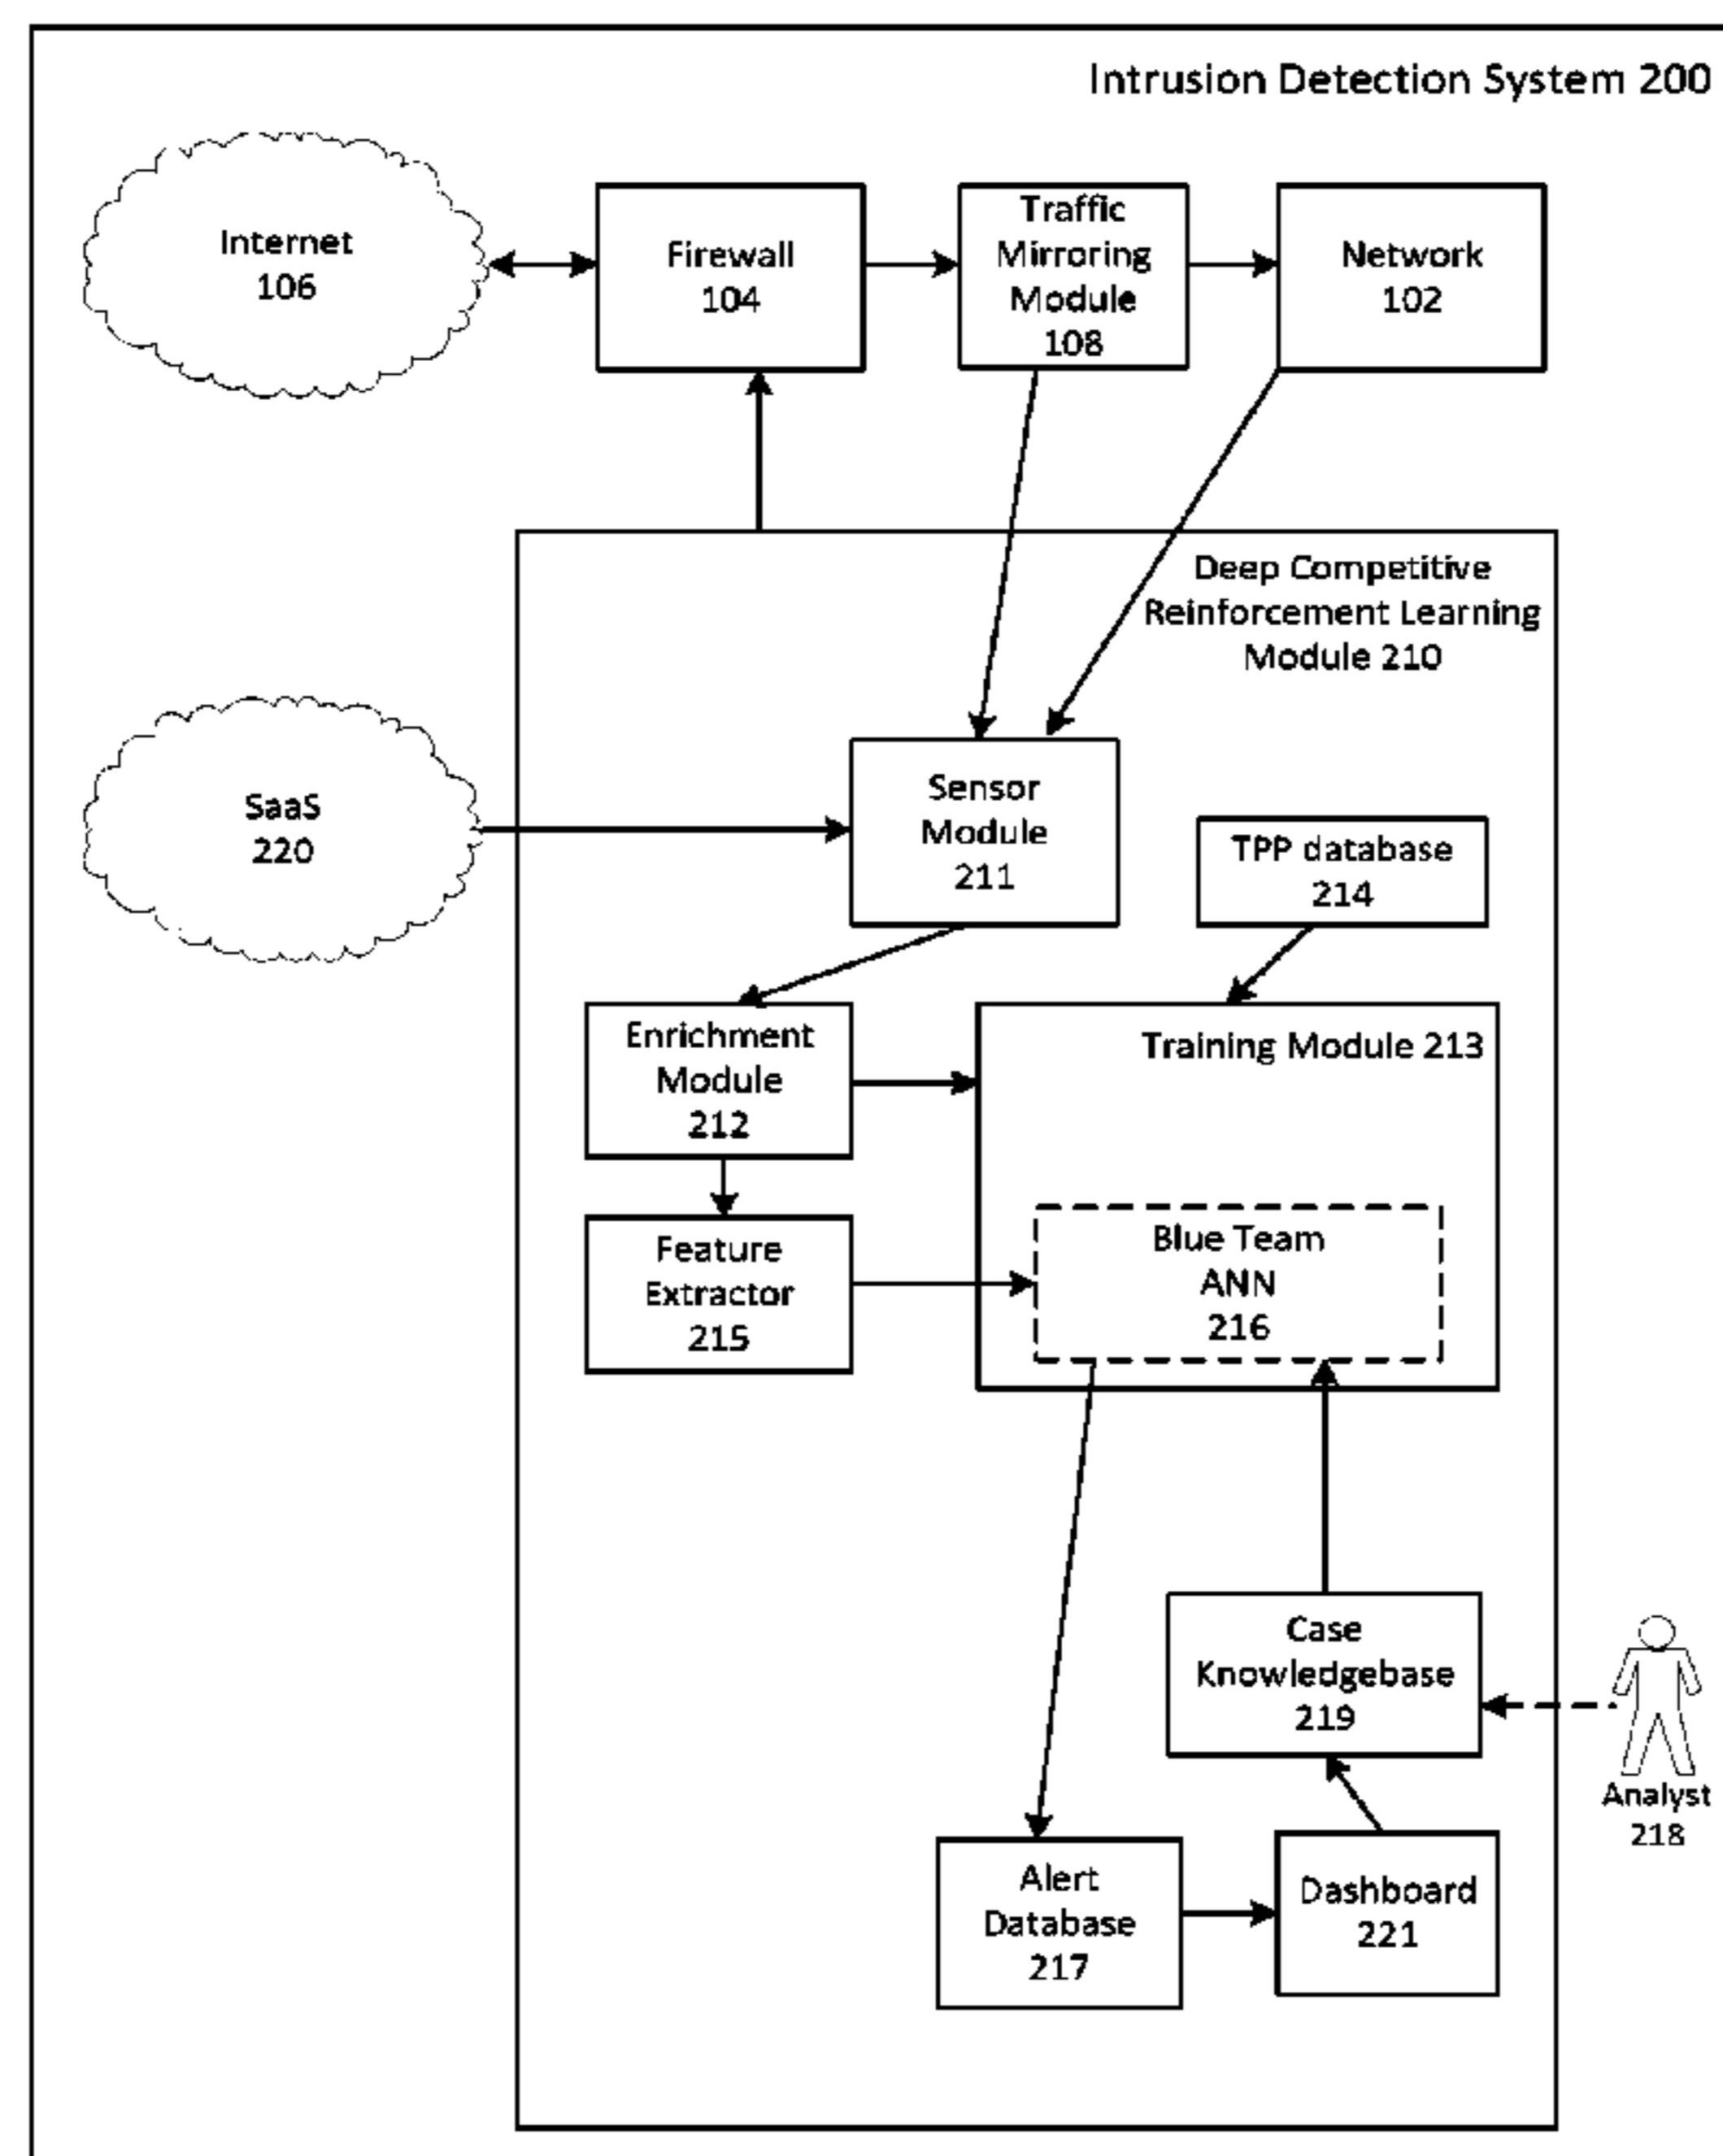 Intrusion Detection System 200
Internet
106
Firewall
104
Traffic
Mirroring
Module
108
Network
102
Deep Competitive
Reinforcement Learning
Module 210
SaaS
220
Sensor
Module
211
TPP database
214
Enrichment
Module
212
Training Module 213
Feature
Extractor
215
Blue Team
ANN
216
Case
Knowledgebase
219
Analyst
218
Alert
Database
217
Dashboard
221